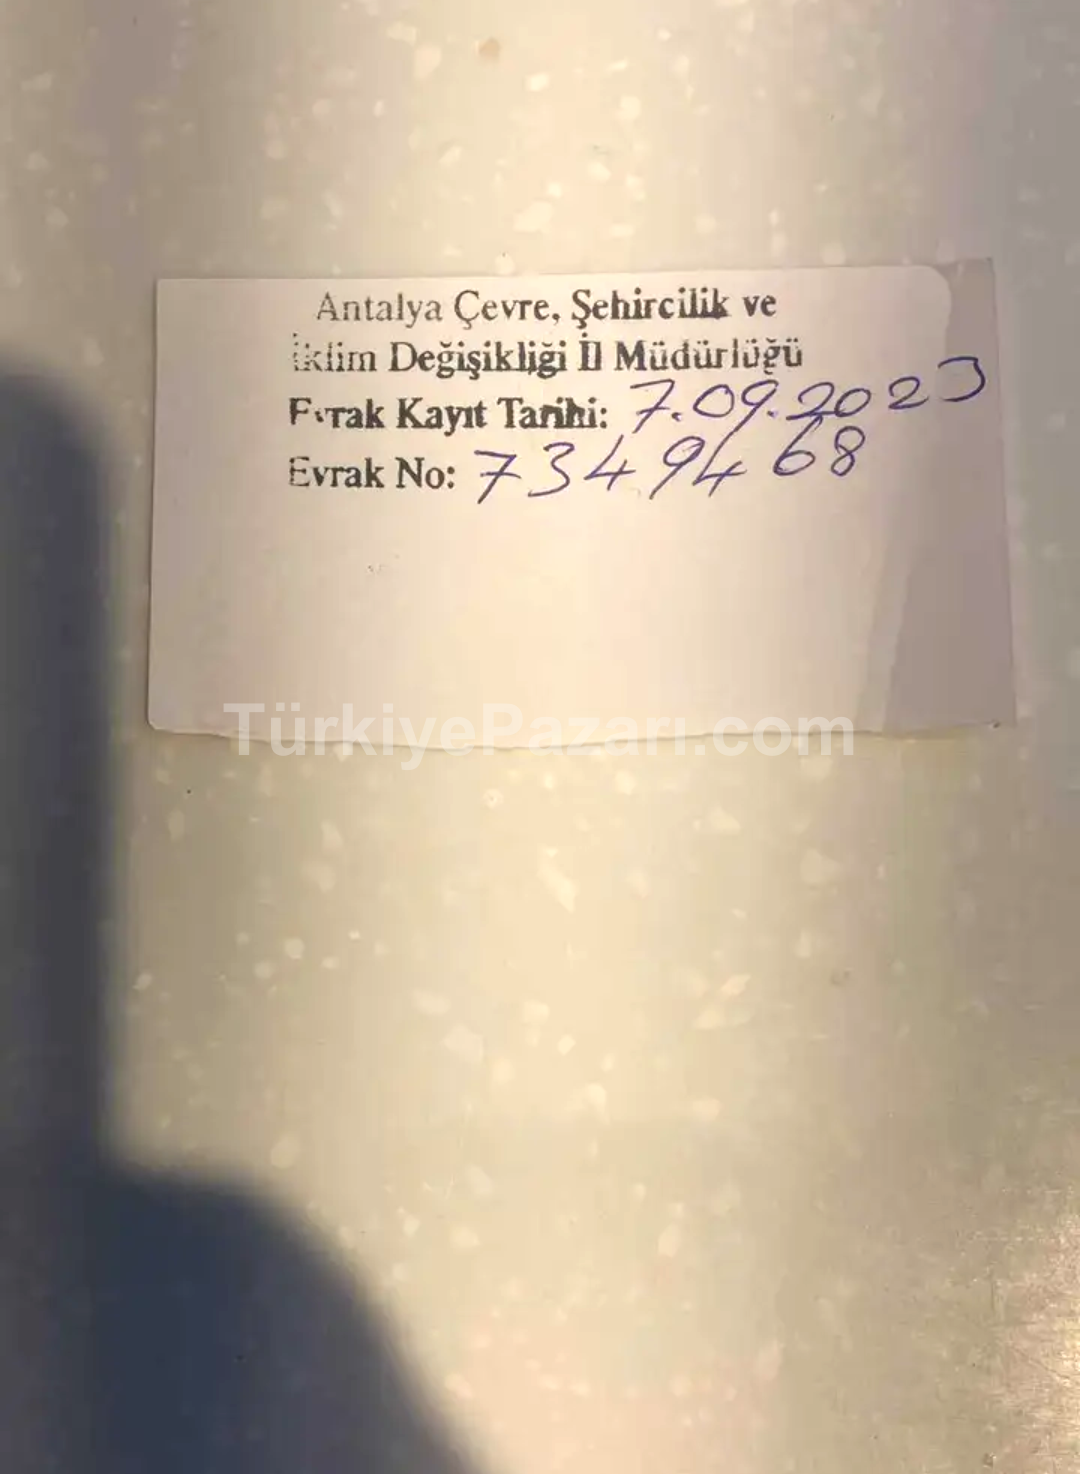 Antalya Çevre, Şehircilik ve
İklim Değişikliği İl Müdürlüğü
Evrak Kayıt Tarihi: 7.09.2023
Evrak No: 7349468
TürkiyePazarı.com